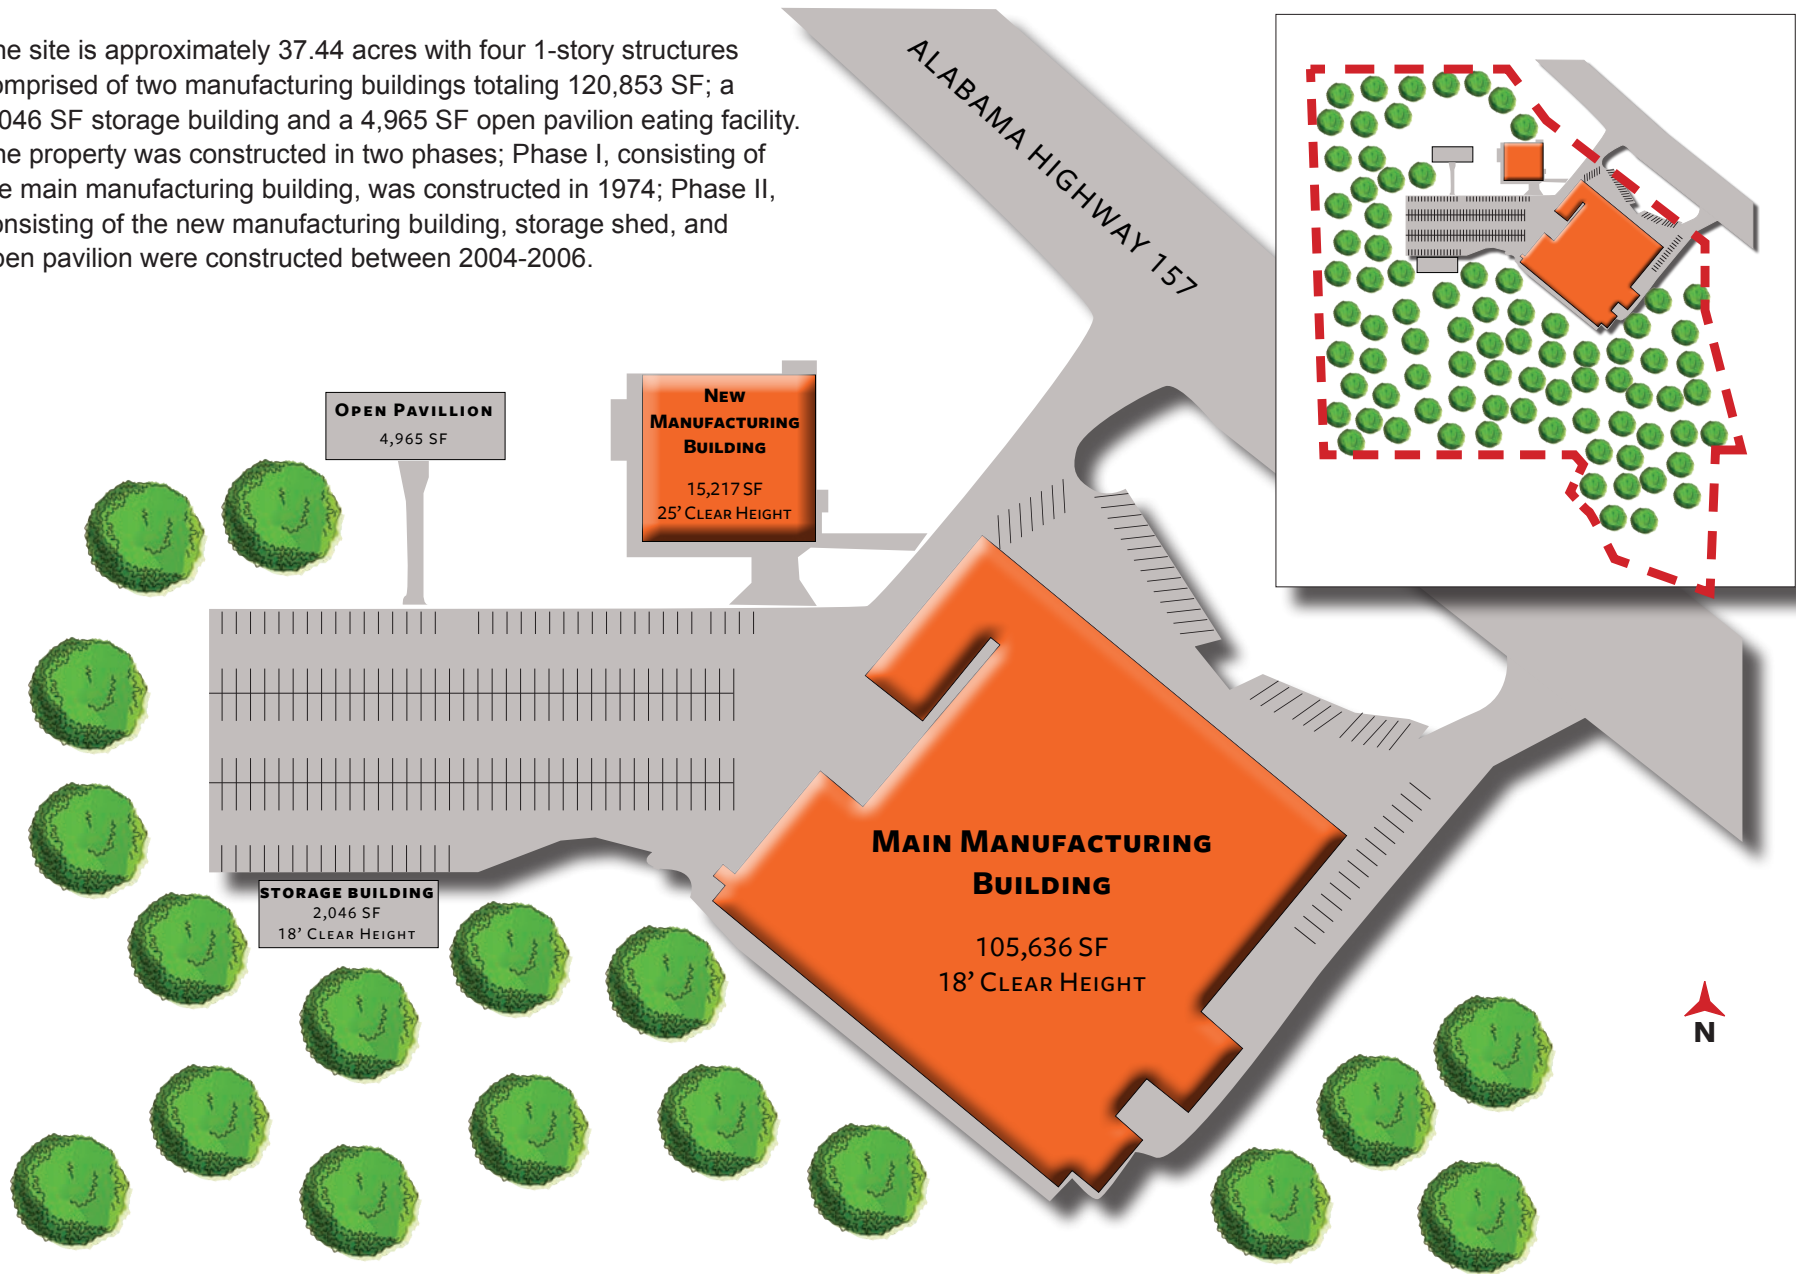 he site is approximately 37.44 acres with four 1-story structures
omprised of two manufacturing buildings totaling 120,853 SF; a
,046 SF storage building and a 4,965 SF open pavilion eating facility.
he property was constructed in two phases; Phase I, consisting of
e main manufacturing building, was constructed in 1974; Phase II,
onsisting of the new manufacturing building, storage shed, and
pen pavilion were constructed between 2004-2006.
ALABAMA HIGHWAY 157
OPEN PAVILLION
4,965 SF
NEW
MANUFACTURING
BUILDING
15,217 SF
25' CLEAR HEIGHT
MAIN MANUFACTURING
BUILDING
105,636 SF
18' CLEAR HEIGHT
STORAGE BUILDING
2,046 SF
18' CLEAR HEIGHT
N